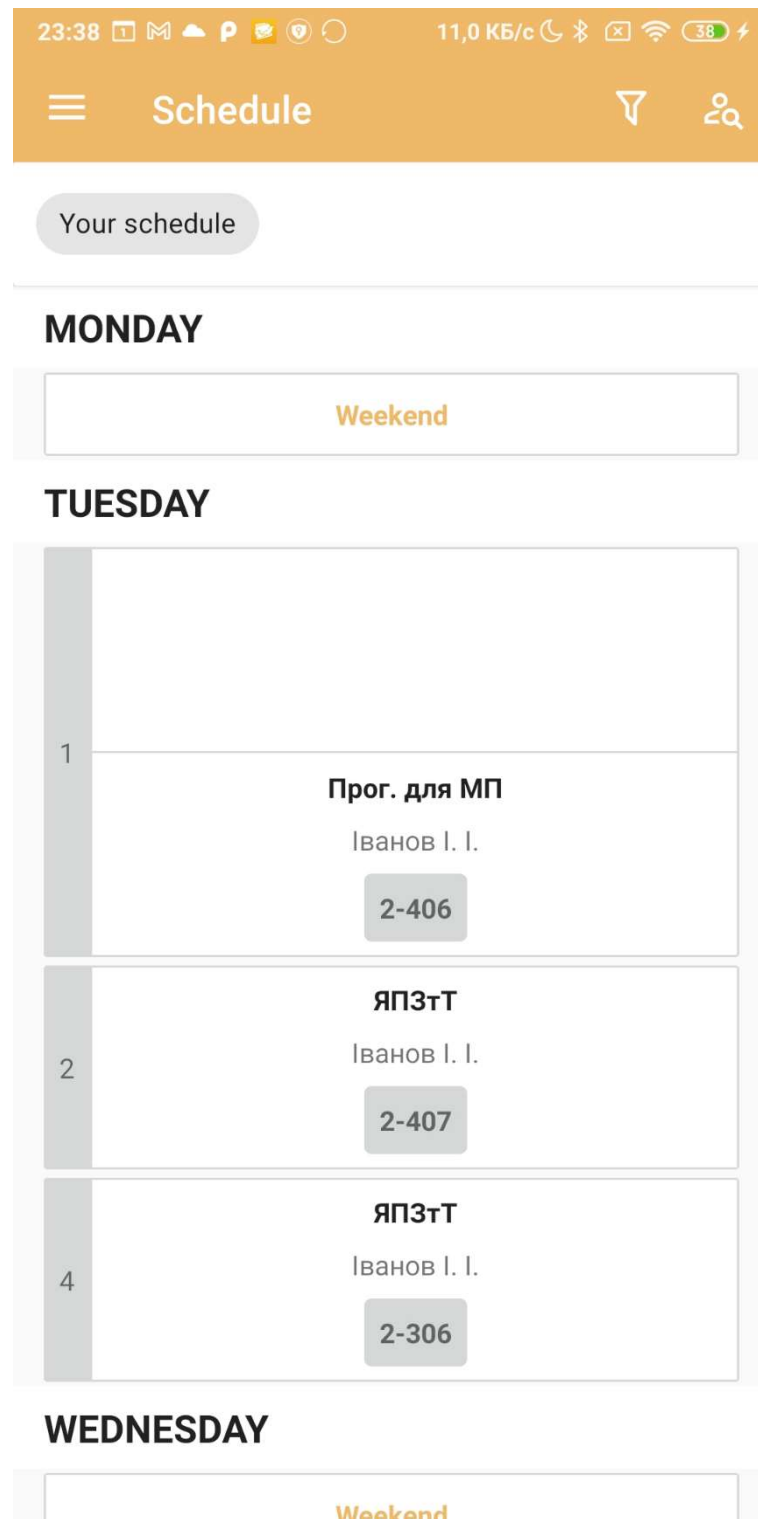 23:38 11,0 КБ/с 38
Schedule
Your schedule
MONDAY
Weekend
TUESDAY
1
Прог. для МП
Іванов І. І.
2-406
2
ЯПЗтТ
Іванов І. І.
2-407
4
ЯПЗтТ
Іванов І. І.
2-306
WEDNESDAY
Weekend